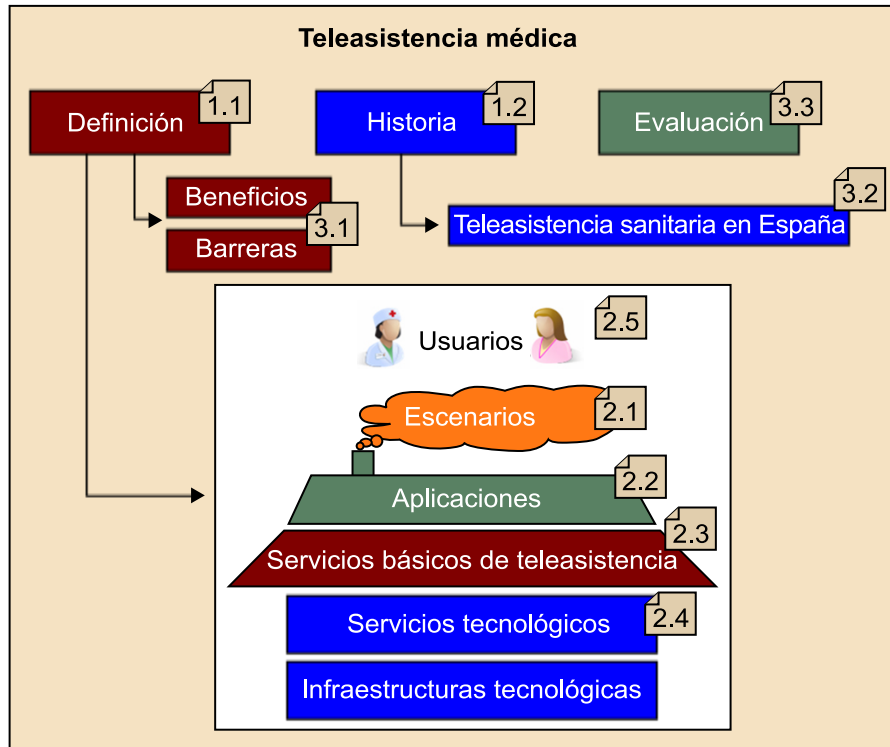 Teleasistencia médica
1.1
Definición
1.2
Historia
3.3
Evaluación
Beneficios
3.1
Barreras
3.2
Teleasistencia sanitaria en España
2.5
Usuarios
2.1
Escenarios
2.2
Aplicaciones
2.3
Servicios básicos de teleasistencia
2.4
Servicios tecnológicos
Infraestructuras tecnológicas